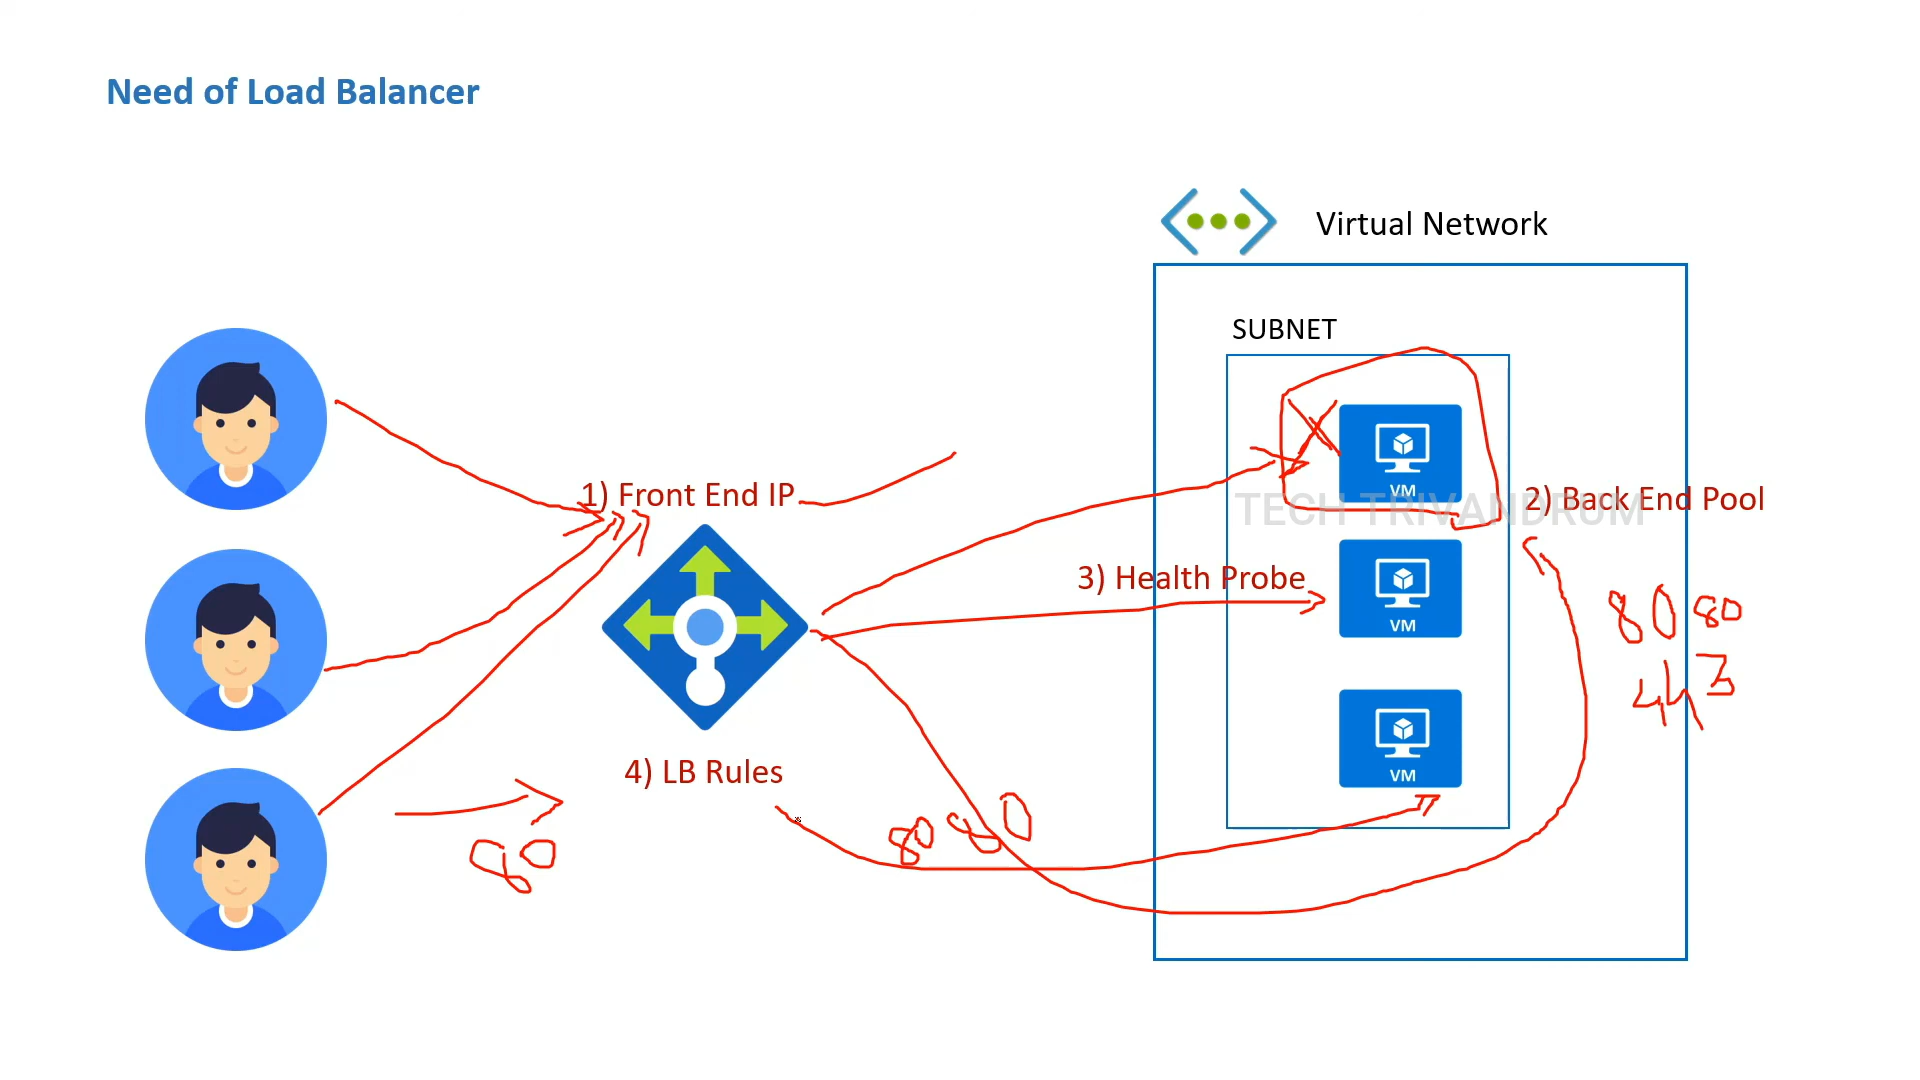 Need of Load Balancer
Virtual Network
SUBNET
1) Front End IP
VM
TECH TRIVANDRUM
2) Back End Pool
3) Health Probe
VM
8080
443
4) LB Rules
VM
80
8080